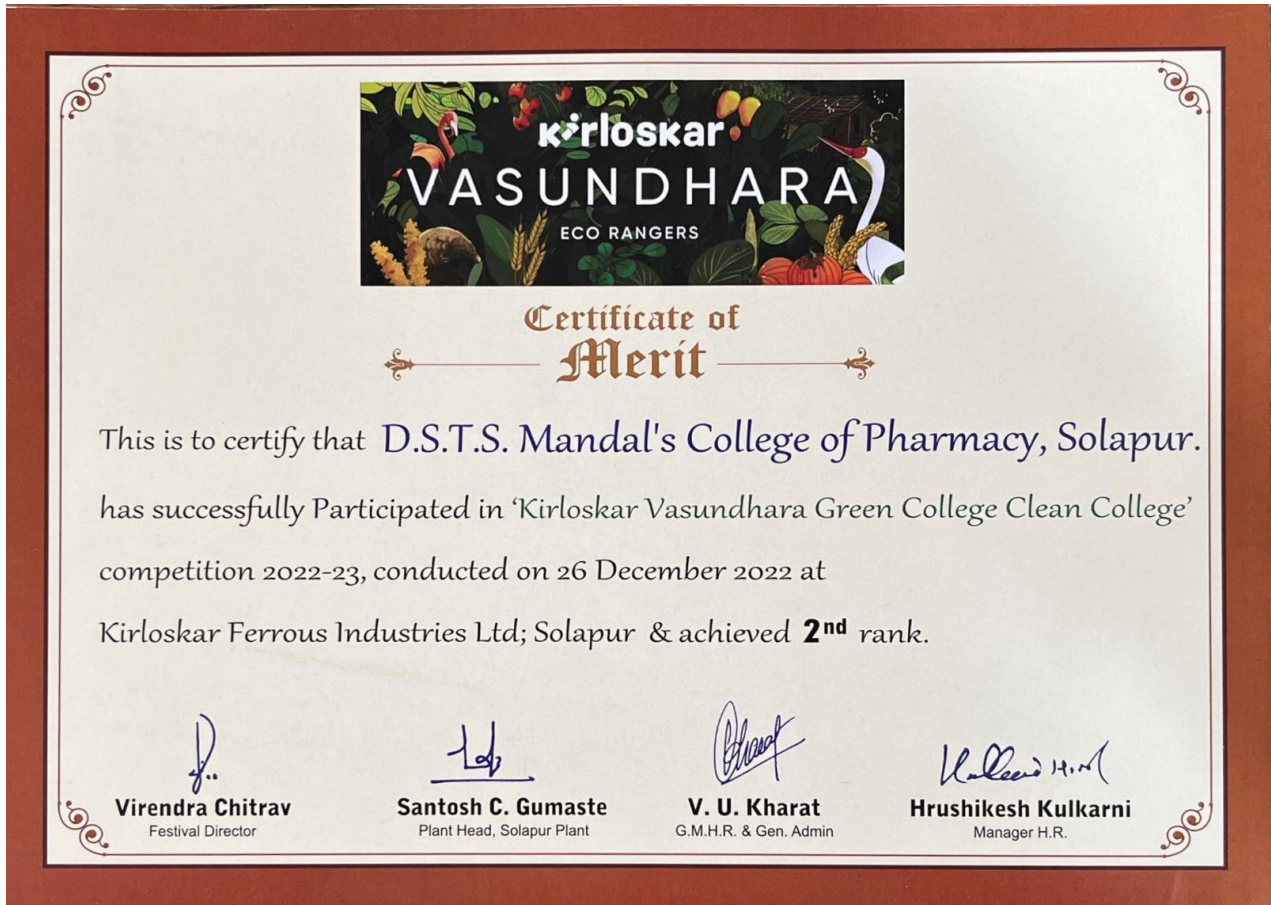 Kirloskar
VASUNDHARA
ECO RANGERS
Certificate of
Merit
This is to certify that D.S.T.S. Mandal's College of Pharmacy, Solapur.
has successfully Participated in ‘Kirloskar Vasundhara Green College Clean College’
competition 2022-23, conducted on 26 December 2022 at
Kirloskar Ferrous Industries Ltd; Solapur & achieved 2nd rank.
Virendra Chitrav Santosh C. Gumaste V. U. Kharat Hrushikesh Kulkarni
Festival Director Plant Head, Solapur Plant G.M.H.R. & Gen. Admin Manager H.R.